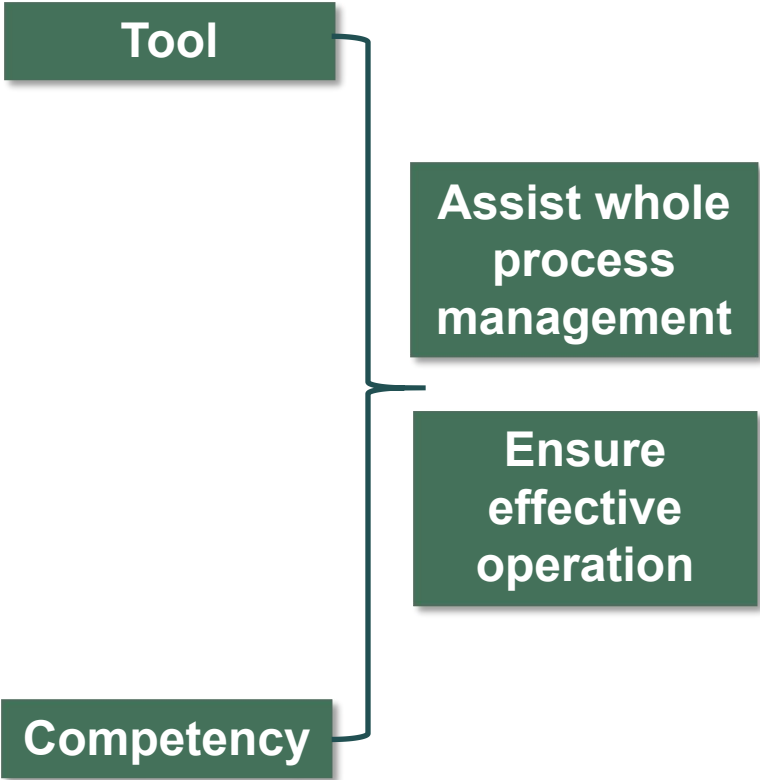 Tool
Assist whole
process
management
Ensure
effective
operation
Competency